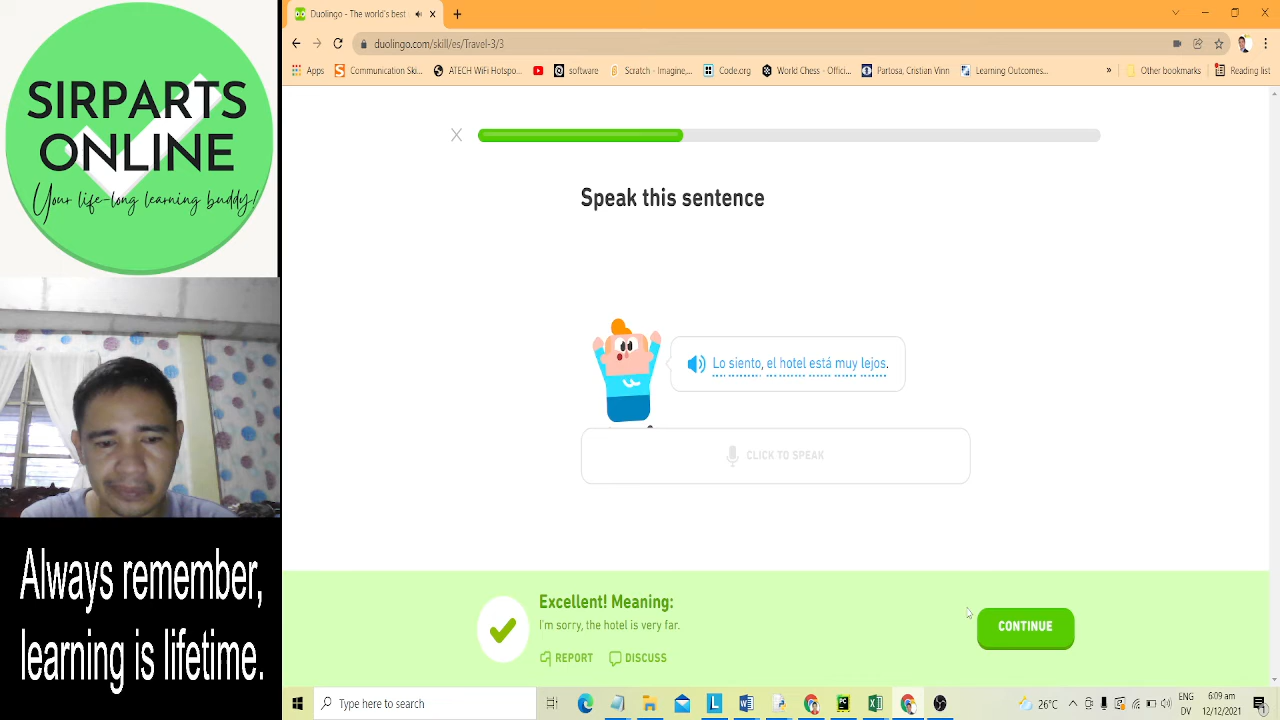 Duolingo - The world's best
duolingo.com/skill/es/Travel-3/3
Apps
Communication Ski...
ATECH WiFi Hotspo...
software
Scratch - Imagine,...
Coding
World Chess - Offici...
Partosa, Cerian Vinn
Learning Outcomes...
»
Other bookmarks
Reading list
SIRPARTS
ONLINE
Your life-long learning buddy!
X
Speak this sentence
Lo siento, el hotel está muy lejos.
CLICK TO SPEAK
Always remember,
learning is lifetime.
Excellent! Meaning:
I'm sorry, the hotel is very far.
REPORT
DISCUSS
CONTINUE
Type here to search
26°C
ENG
DV
6:09 am
12/12/2021